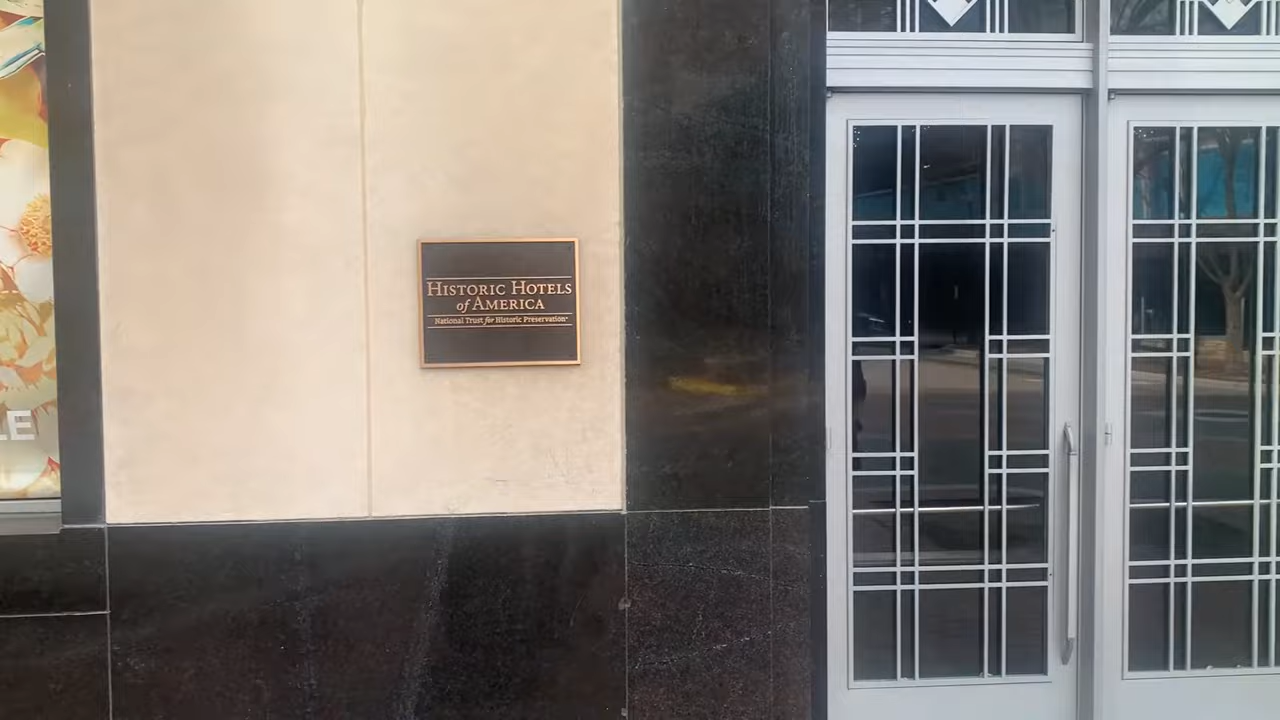 HISTORIC HOTELS
of AMERICA
National Trust for Historic Preservation
LE